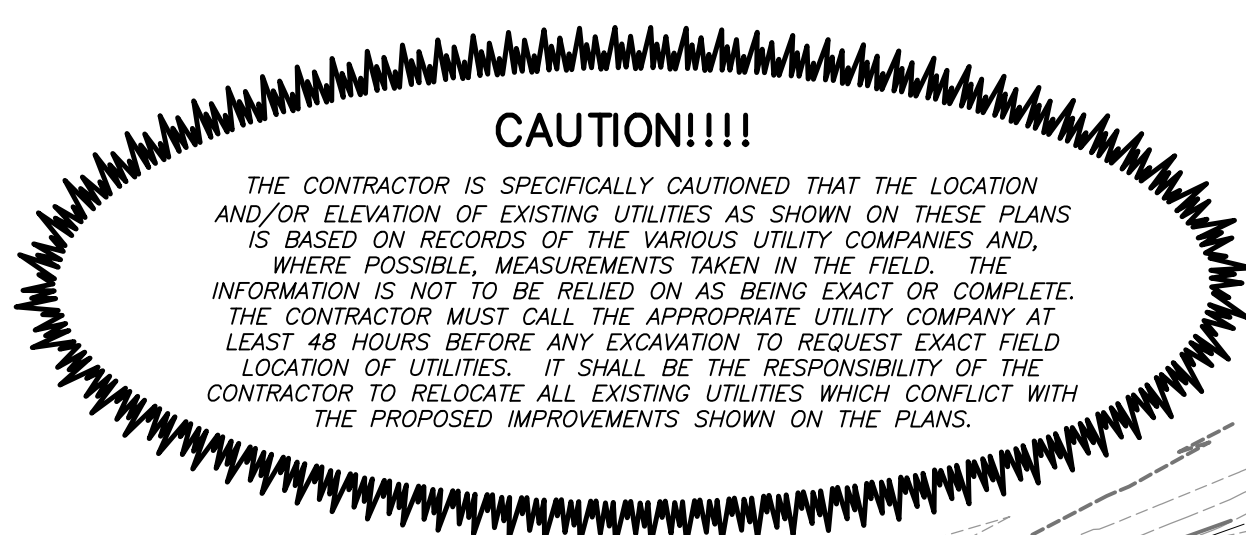 CAUTION!!!!
THE CONTRACTOR IS SPECIFICALLY CAUTIONED THAT THE LOCATION
AND/OR ELEVATION OF EXISTING UTILITIES AS SHOWN ON THESE PLANS
IS BASED ON RECORDS OF THE VARIOUS UTILITY COMPANIES AND,
WHERE POSSIBLE, MEASUREMENTS TAKEN IN THE FIELD. THE
INFORMATION IS NOT TO BE RELIED ON AS BEING EXACT OR COMPLETE.
THE CONTRACTOR MUST CALL THE APPROPRIATE UTILITY COMPANY AT
LEAST 48 HOURS BEFORE ANY EXCAVATION TO REQUEST EXACT FIELD
LOCATION OF UTILITIES. IT SHALL BE THE RESPONSIBILITY OF THE
CONTRACTOR TO RELOCATE ALL EXISTING UTILITIES WHICH CONFLICT WITH
THE PROPOSED IMPROVEMENTS SHOWN ON THE PLANS.